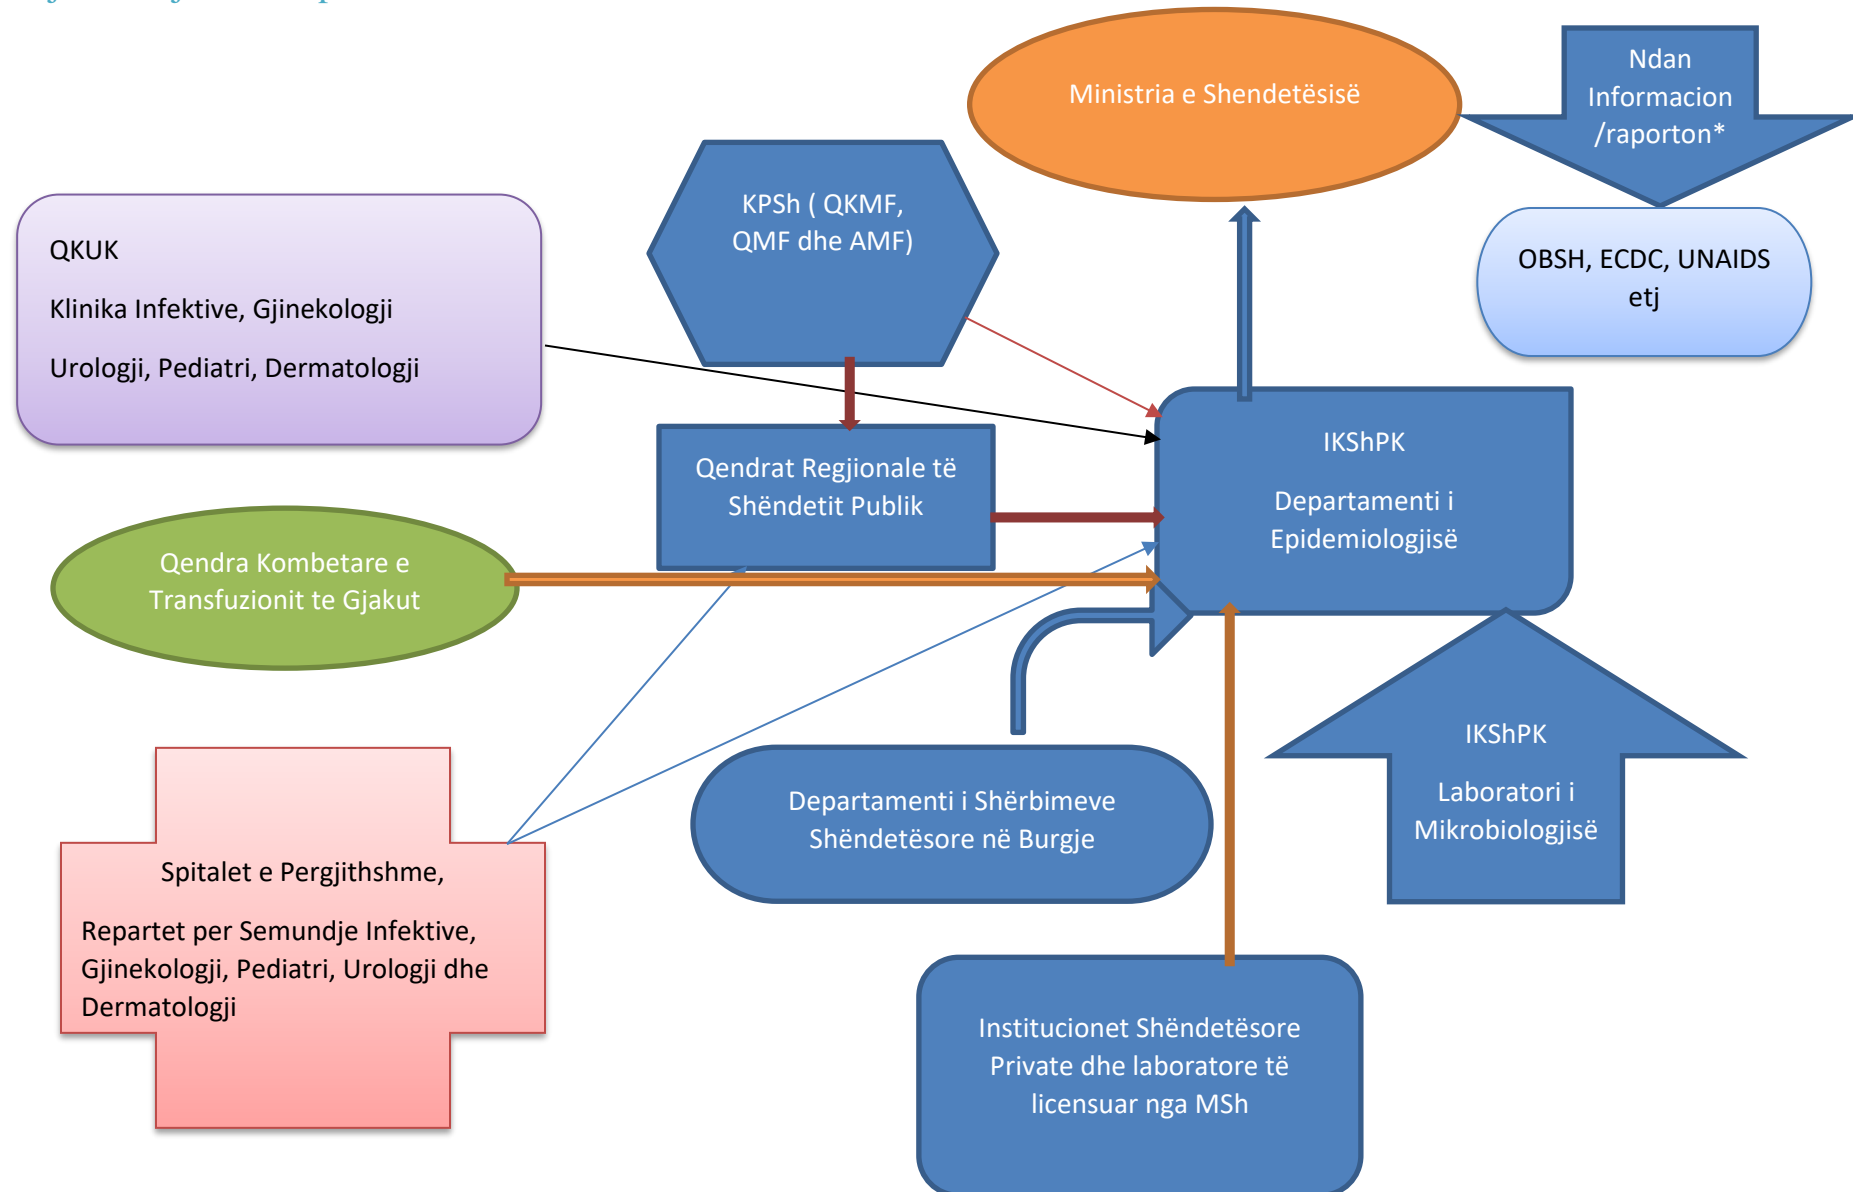 Ministria e Shendetësisë
Ndan
Informacion
/raporton*
KPSh ( QKMF,
QMF dhe AMF)
QKUK
Klinika Infektive, Gjinekologji
Urologji, Pediatri, Dermatologji
OBSH, ECDC, UNAIDS
etj
IKShPK
Departamenti i
Epidemiologjisë
Qendrat Regjionale të
Shëndetit Publik
Qendra Kombetare e
Transfuzionit te Gjakut
IKShPK
Laboratori i
Mikrobiologjisë
Departamenti i Shërbimeve
Shëndetësore në Burgje
Spitalet e Pergjithshme,
Repartet per Semundje Infektive,
Gjinekologji, Pediatri, Urologji dhe
Dermatologji
Institucionet Shëndetësore
Private dhe laboratore të
licensuar nga MSh